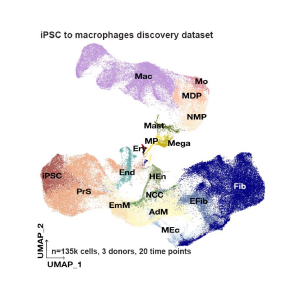 iPSC to macrophages discovery dataset
Mac
Mo
MDP
NMP
Mast
MP
Mega
Er
End
HEn
iPSC
PrS
NCC
Fib
EmM
AdM
EFib
MEc
UMAP_2
n=135k cells, 3 donors, 20 time points
UMAP_1